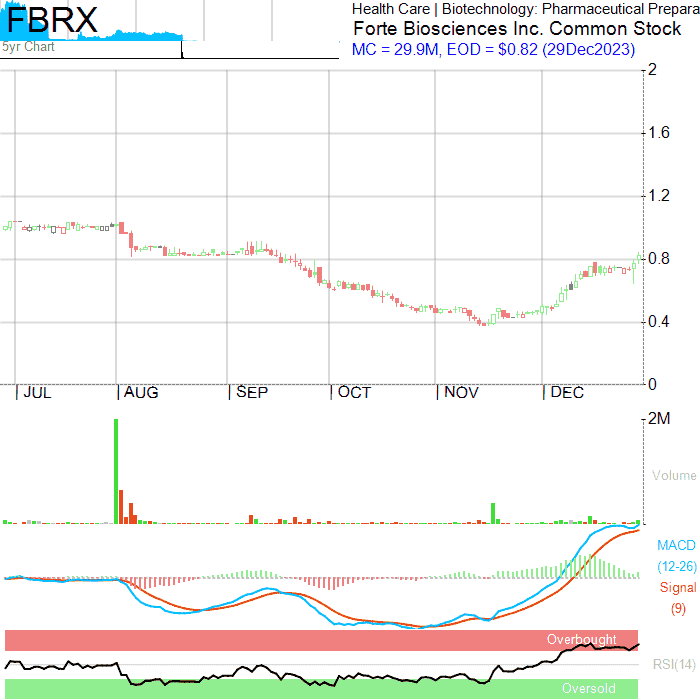 FBRX
5yr Chart
Health Care | Biotechnology: Pharmaceutical Prepara
Forte Biosciences Inc. Common Stock
MC = 29.9M, EOD = $0.82 (29Dec2023)
2
1.6
1.2
0.8
0.4
0
JUL AUG SEP OCT NOV DEC
2M
Volume
MACD
(12-26)
Signal
(9)
Overbought
RSI(14)
Oversold